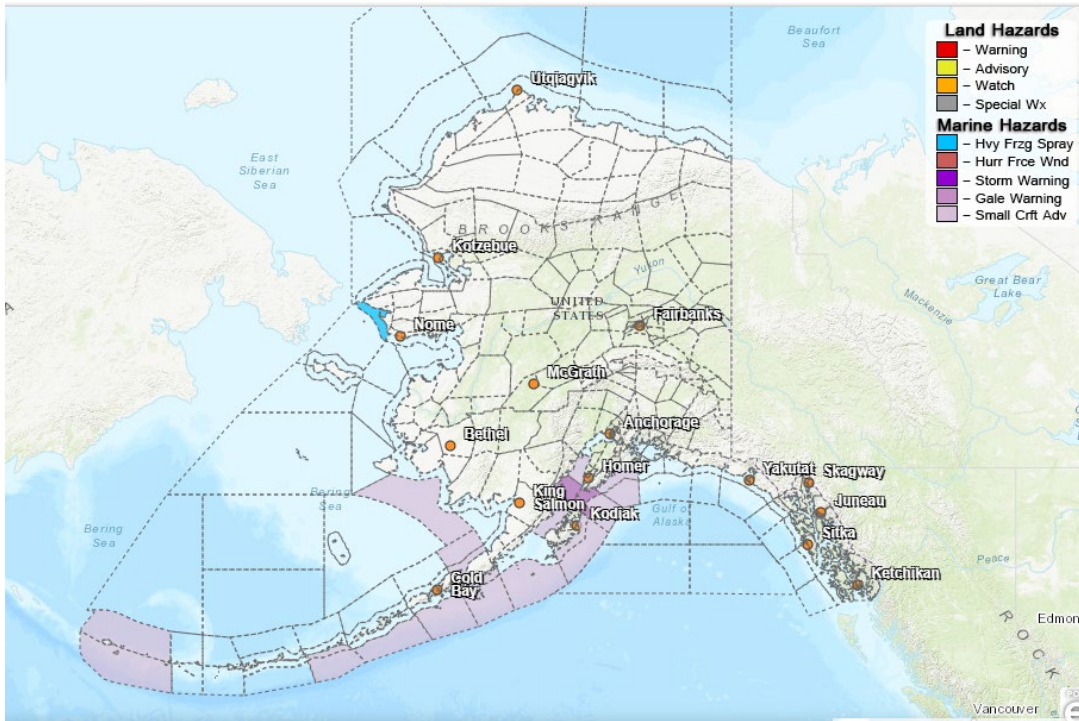 Land Hazards
– Warning
– Advisory
– Watch
– Special Wx
Marine Hazards
– Hvy Frzg Spray
– Hurr Frce Wnd
– Storm Warning
– Gale Warning
– Small Crft Adv
Beaufort
Sea
Utqiagvik
East
Siberian
Sea
BROOKS RANGE
Kotzebue
Yukon
Great Bear
Lake
Mackenzie
UNITED
STATES
Nome
Fairbanks
McGrath
Anchorage
Bethel
Homer
Yakutat
Skagway
King
Salmon
Kodiak
Juneau
Bering
Sea
Gulf o
Alaska
Bering
Sea
Sitka
Peace
Cold
Bay
Ketchikan
Edmon
ROCK
Vancouver